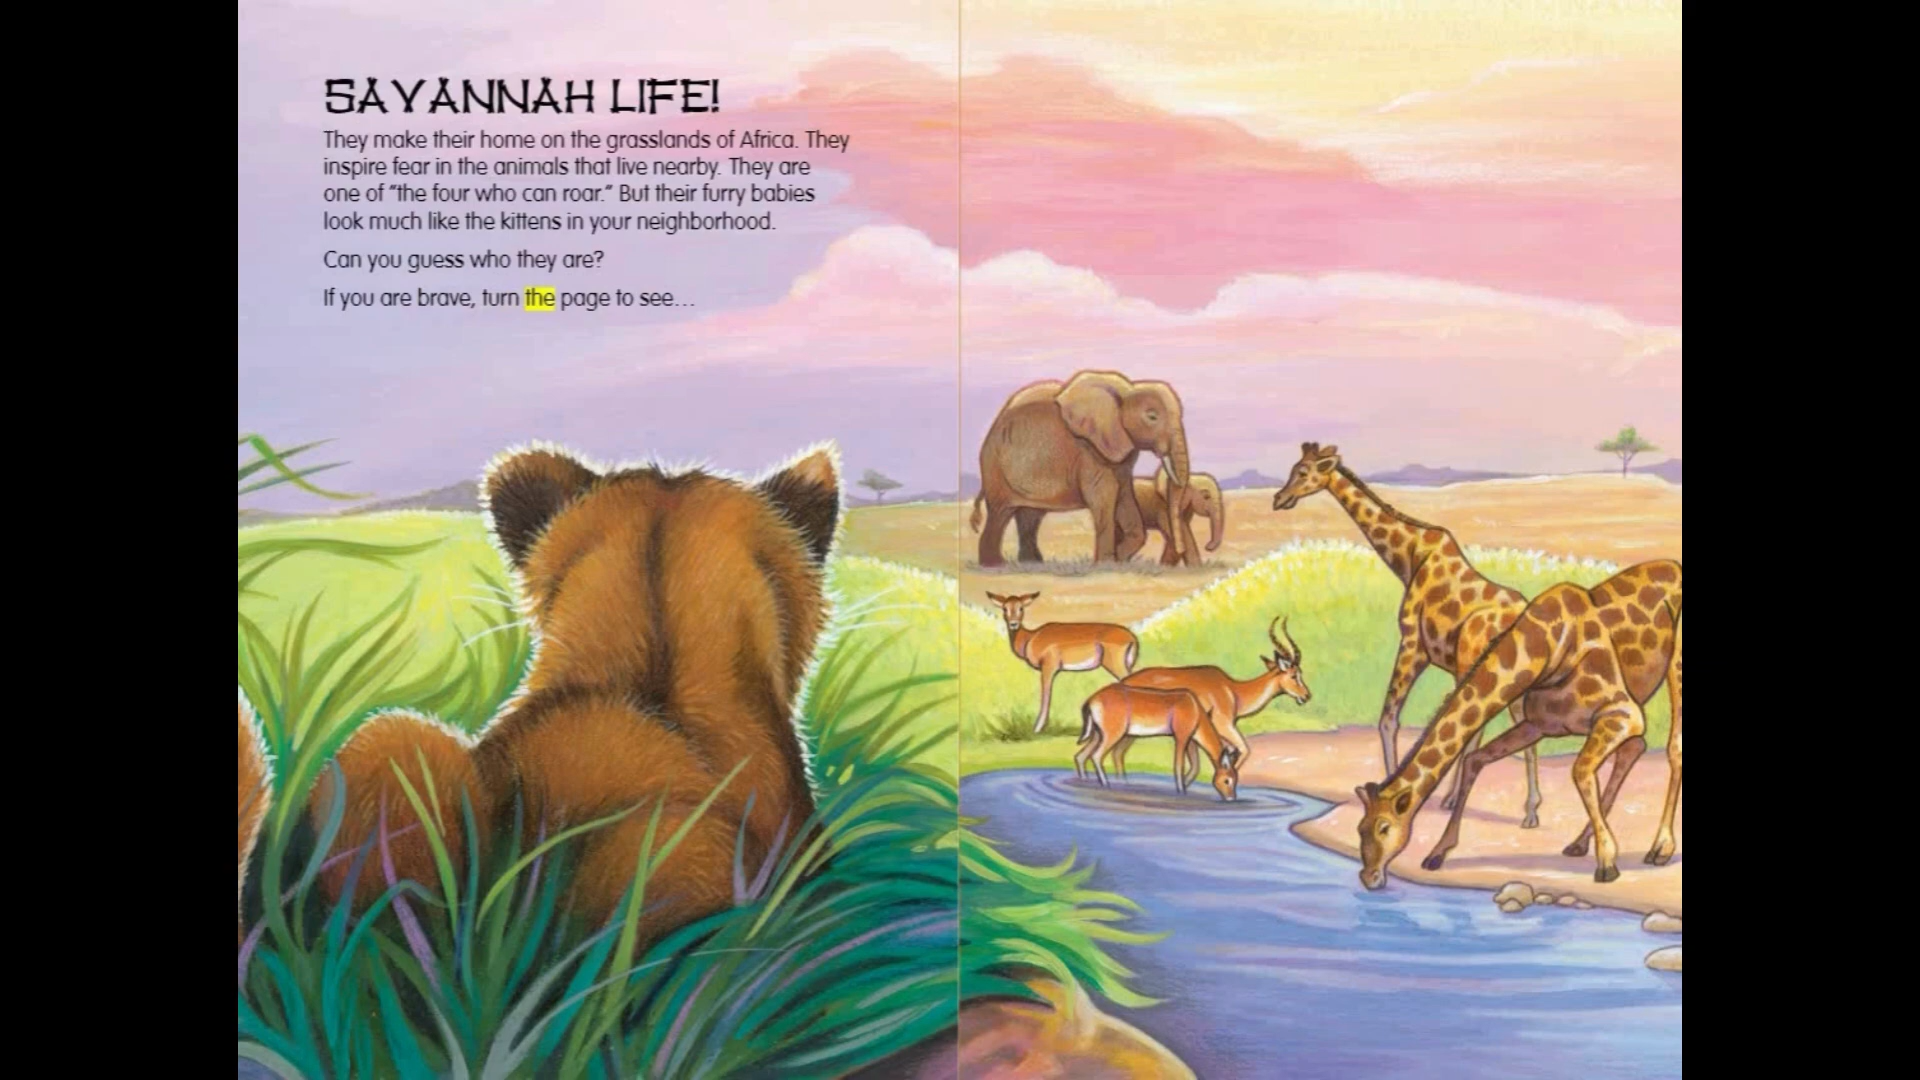 SAVANNAH LIFE!
They make their home on the grasslands of Africa. They
inspire fear in the animals that live nearby. They are
one of “the four who can roar.” But their furry babies
look much like the kittens in your neighborhood.
Can you guess who they are?
If you are brave, turn the page to see…